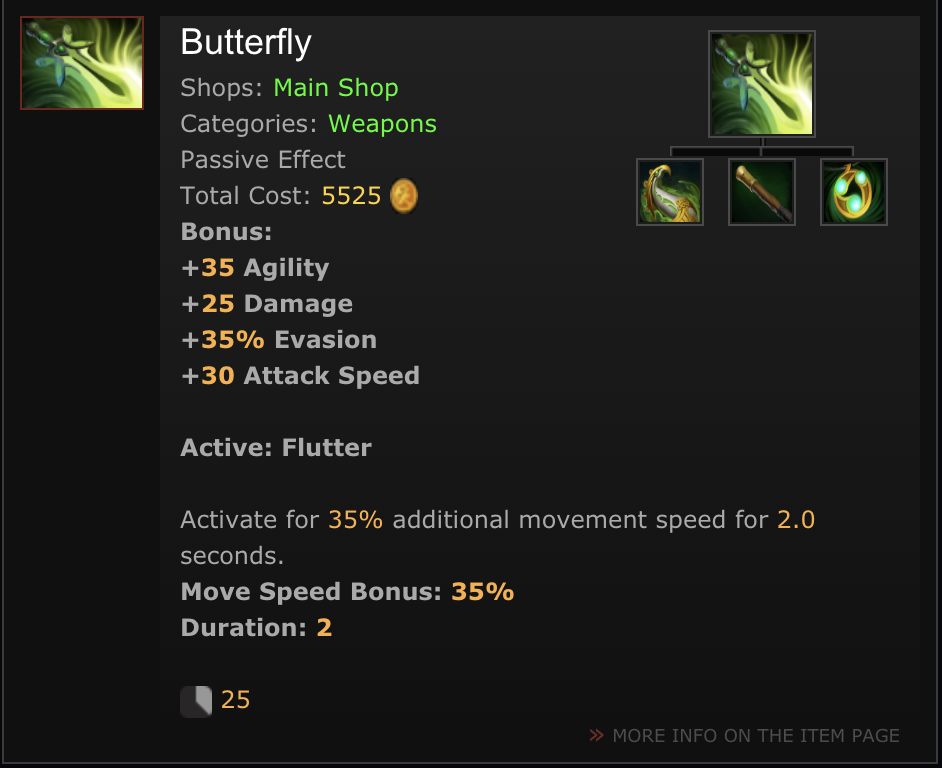 Butterfly
Shops: Main Shop
Categories: Weapons
Passive Effect
Total Cost: 5525
Bonus:
+35 Agility
+25 Damage
+35% Evasion
+30 Attack Speed
Active: Flutter
Activate for 35% additional movement speed for 2.0
seconds.
Move Speed Bonus: 35%
Duration: 2
25
» MORE INFO ON THE ITEM PAGE